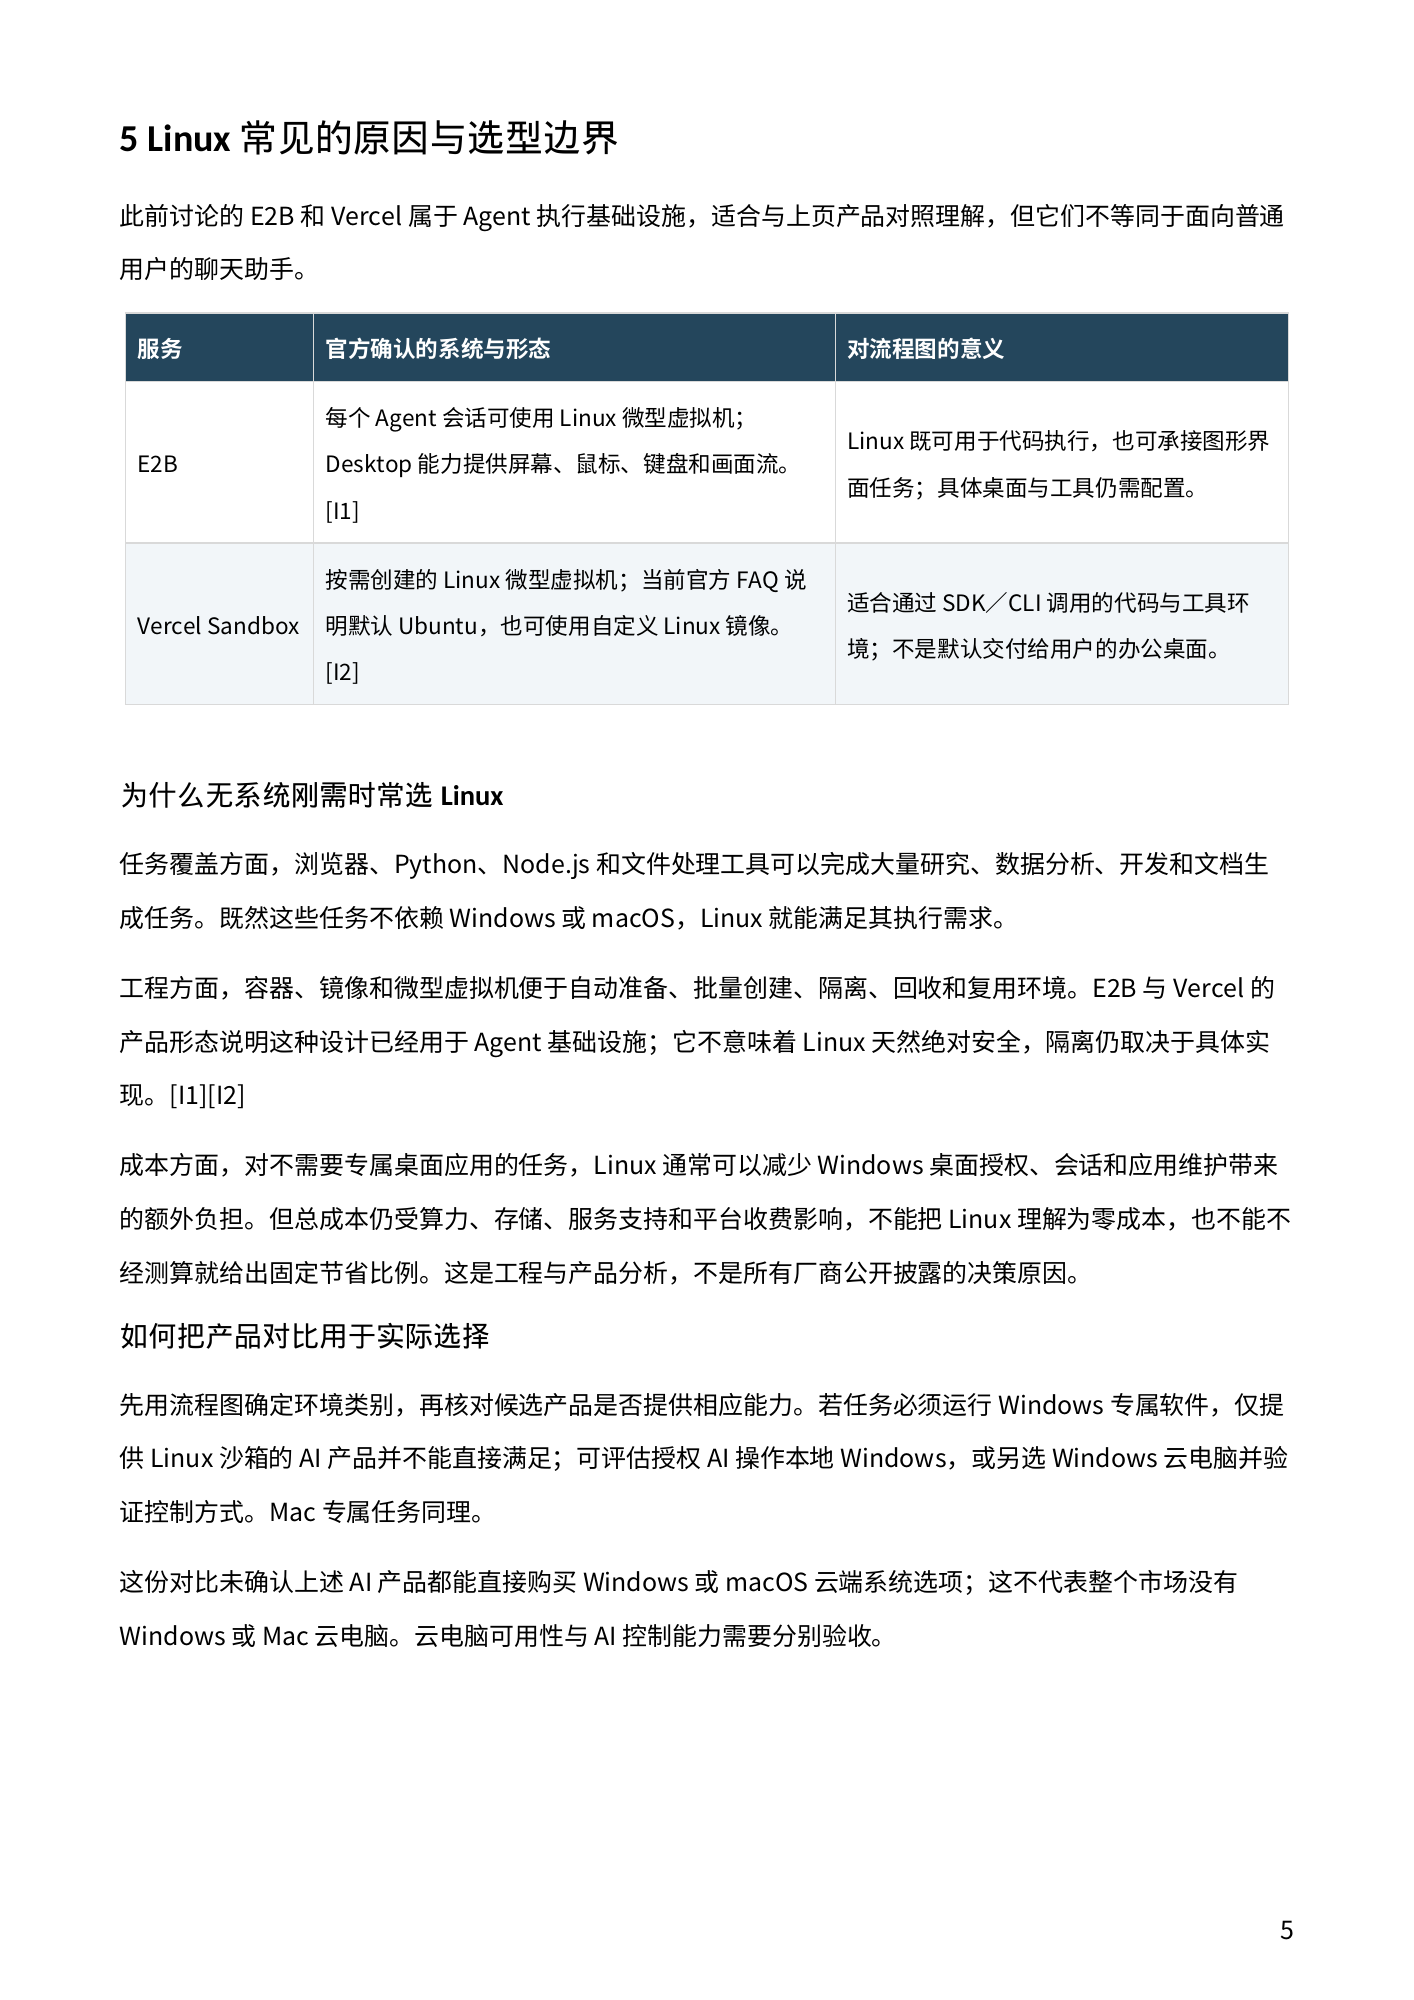 5 Linux 常见的原因与选型边界
此前讨论的 E2B 和 Vercel 属于 Agent 执行基础设施，适合与上页产品对照理解，但它们不等同于面向普通
用户的聊天助手。
服务
官方确认的系统与形态
对流程图的意义
E2B
每个 Agent 会话可使用 Linux 微型虚拟机；
Desktop 能力提供屏幕、鼠标、键盘和画面流。
[I1]
Linux 既可用于代码执行，也可承接图形界
面任务；具体桌面与工具仍需配置。
Vercel Sandbox
按需创建的 Linux 微型虚拟机；当前官方 FAQ 说
明默认 Ubuntu，也可使用自定义 Linux 镜像。
[I2]
适合通过 SDK／CLI 调用的代码与工具环
境；不是默认交付给用户的办公桌面。
为什么无系统刚需时常选 Linux
任务覆盖方面，浏览器、Python、Node.js 和文件处理工具可以完成大量研究、数据分析、开发和文档生
成任务。既然这些任务不依赖 Windows 或 macOS，Linux 就能满足其执行需求。
工程方面，容器、镜像和微型虚拟机便于自动准备、批量创建、隔离、回收和复用环境。E2B 与 Vercel 的
产品形态说明这种设计已经用于 Agent 基础设施；它不意味着 Linux 天然绝对安全，隔离仍取决于具体实
现。[I1][I2]
成本方面，对不需要专属桌面应用的任务，Linux 通常可以减少 Windows 桌面授权、会话和应用维护带来
的额外负担。但总成本仍受算力、存储、服务支持和平台收费影响，不能把 Linux 理解为零成本，也不能不
经测算就给出固定节省比例。这是工程与产品分析，不是所有厂商公开披露的决策原因。
如何把产品对比用于实际选择
先用流程图确定环境类别，再核对候选产品是否提供相应能力。若任务必须运行 Windows 专属软件，仅提
供 Linux 沙箱的 AI 产品并不能直接满足；可评估授权 AI 操作本地 Windows，或另选 Windows 云电脑并验
证控制方式。Mac 专属任务同理。
这份对比未确认上述 AI 产品都能直接购买 Windows 或 macOS 云端系统选项；这不代表整个市场没有
Windows 或 Mac 云电脑。云电脑可用性与 AI 控制能力需要分别验收。
5